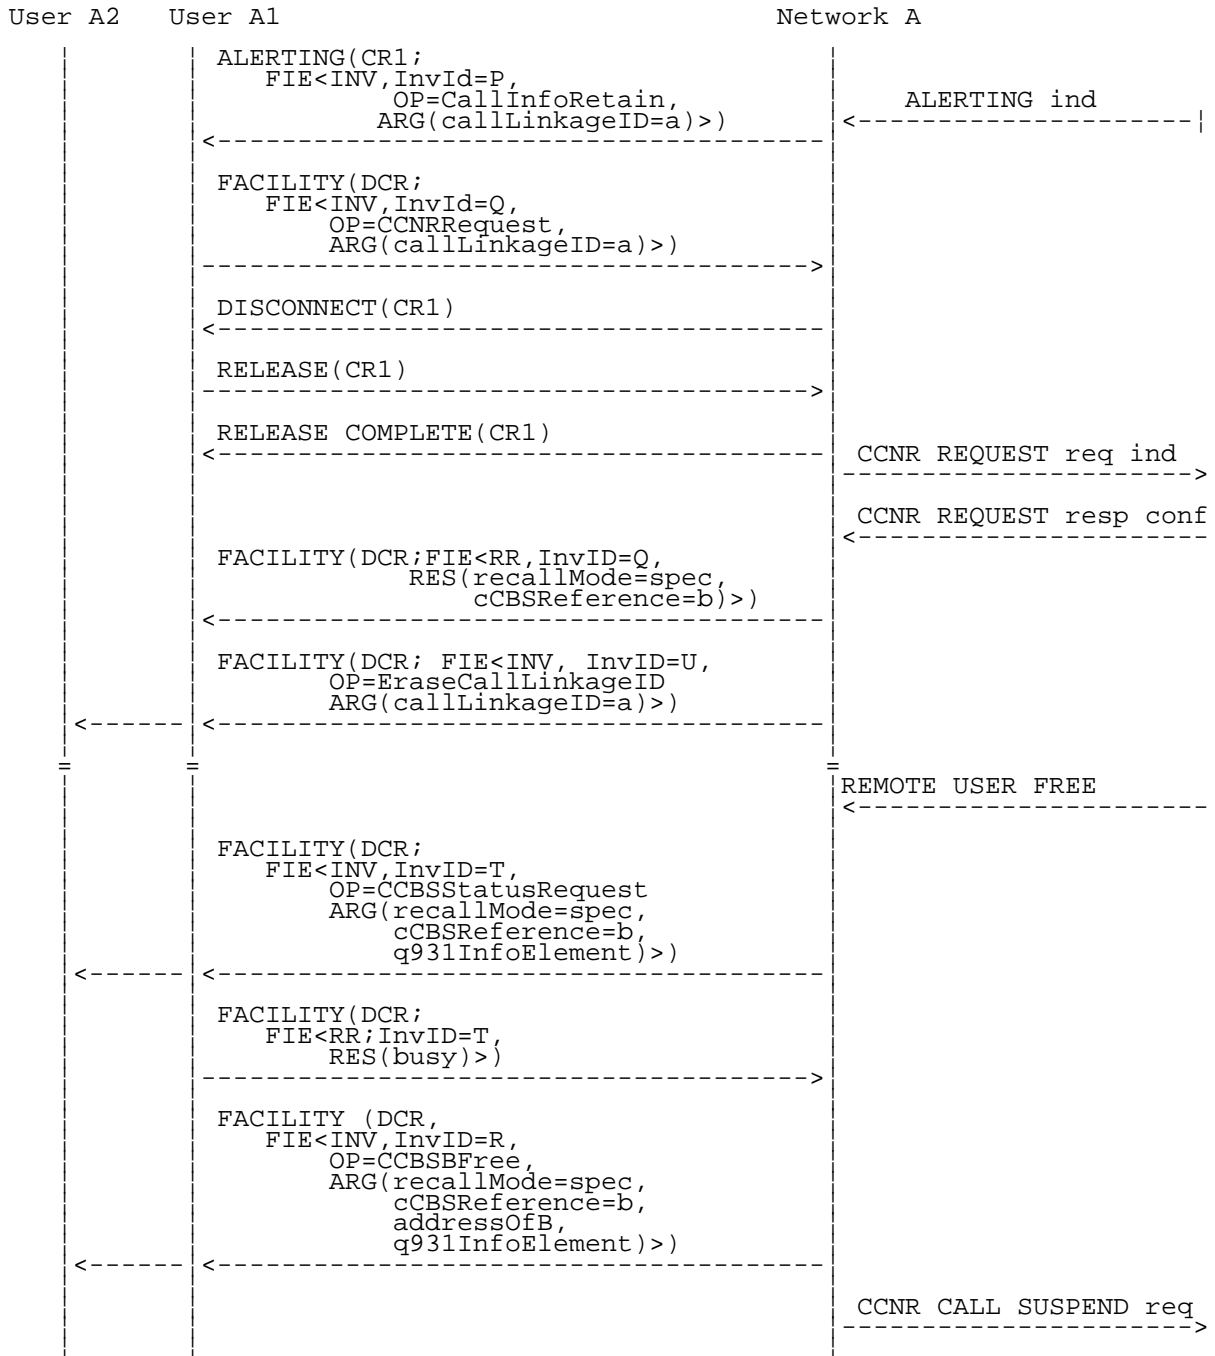 User A2 User A1 Network A
ALERTING(CR1;
FIE<INV,InvId=P,
OP=CallInfoRetain,
ARG(callLinkageID=a)>)
ALERTING ind
FACILITY(DCR;
FIE<INV,InvId=Q,
OP=CCNRRequest,
ARG(callLinkageID=a)>)
DISCONNECT(CR1)
RELEASE(CR1)
RELEASE COMPLETE(CR1)
CCNR REQUEST req ind
CCNR REQUEST resp conf
FACILITY(DCR;FIE<RR,InvID=Q,
RES(recallMode=spec,
cCBSReference=b)>)
FACILITY(DCR; FIE<INV, InvID=U,
OP=EraseCallLinkageID
ARG(callLinkageID=a)>)
REMOTE USER FREE
FACILITY(DCR;
FIE<INV,InvID=T,
OP=CCBSStatusRequest
ARG(recallMode=spec,
cCBSReference=b,
q931InfoElement)>)
FACILITY(DCR;
FIE<RR;InvID=T,
RES(busy)>)
FACILITY (DCR,
FIE<INV,InvID=R,
OP=CCBSBFree,
ARG(recallMode=spec,
cCBSReference=b,
addressOfB,
q931InfoElement)>)
CCNR CALL SUSPEND req